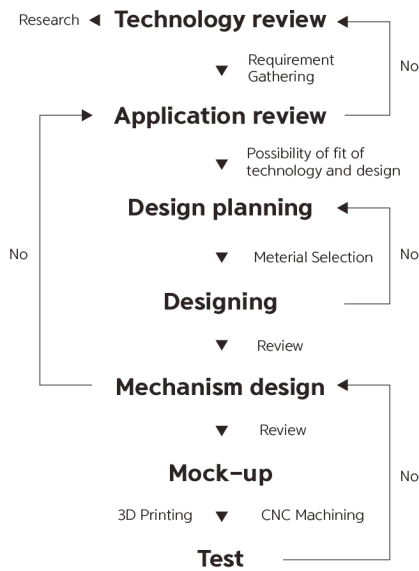 Research
Technology review
No
Requirement
Gathering
Application review
Possibility of fit of
technology and design
Design planning
No
No
Meterial Selection
Designing
Review
Mechanism design
Review
Mock-up
No
3D Printing
CNC Machining
Test